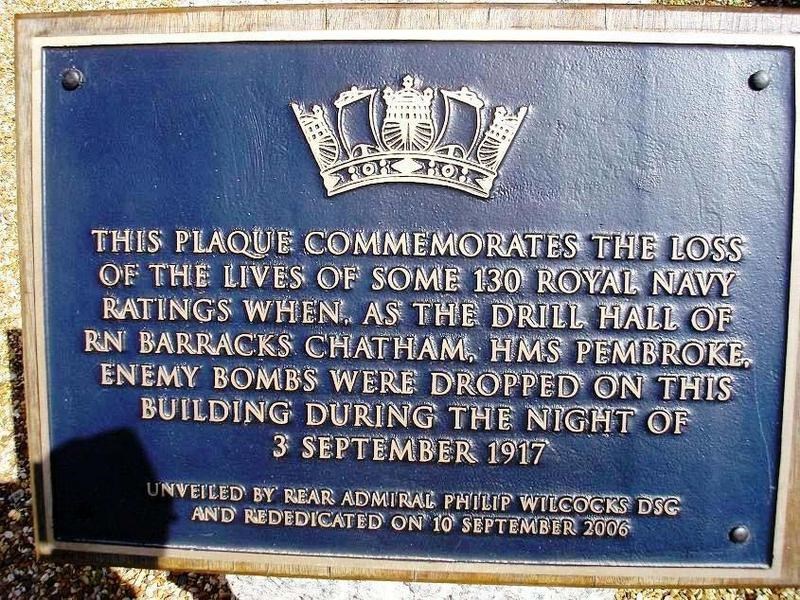 THIS PLAQUE COMMEMORATES THE LOSS
OF THE LIVES OF SOME 130 ROYAL NAVY
RATINGS WHEN, AS THE DRILL HALL OF
RN BARRACKS CHATHAM, HMS PEMBROKE,
ENEMY BOMBS WERE DROPPED ON THIS
BUILDING DURING THE NIGHT OF
3 SEPTEMBER 1917
UNVEILED BY REAR ADMIRAL PHILIP WILCOCKS DSC
AND REDEDICATED ON 10 SEPTEMBER 2006